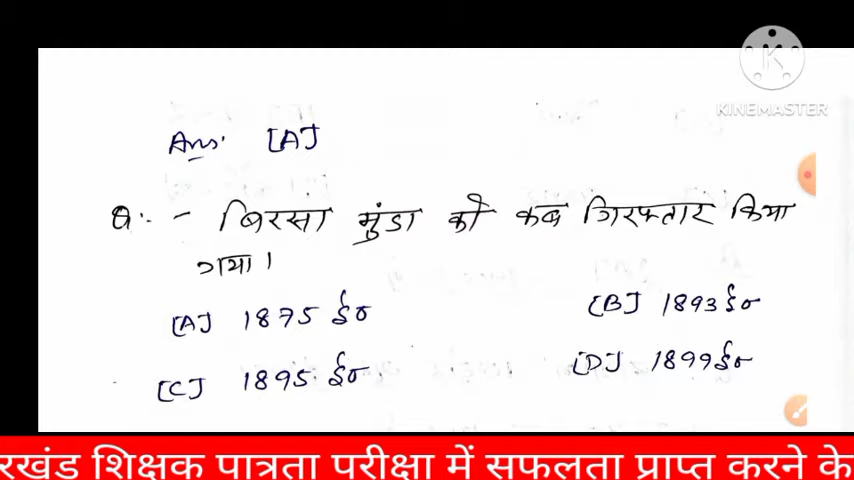 KINEMASTER
Ans: [A]
Q:- बिरसा मुंडा को कब गिरफ्तार किया
गया।
[A] 1875 ई० [B] 1893 ई०
[C] 1895 ई० [D] 1899 ई०
रखंड शिक्षक पात्रता परीक्षा में सफलता प्राप्त करने के